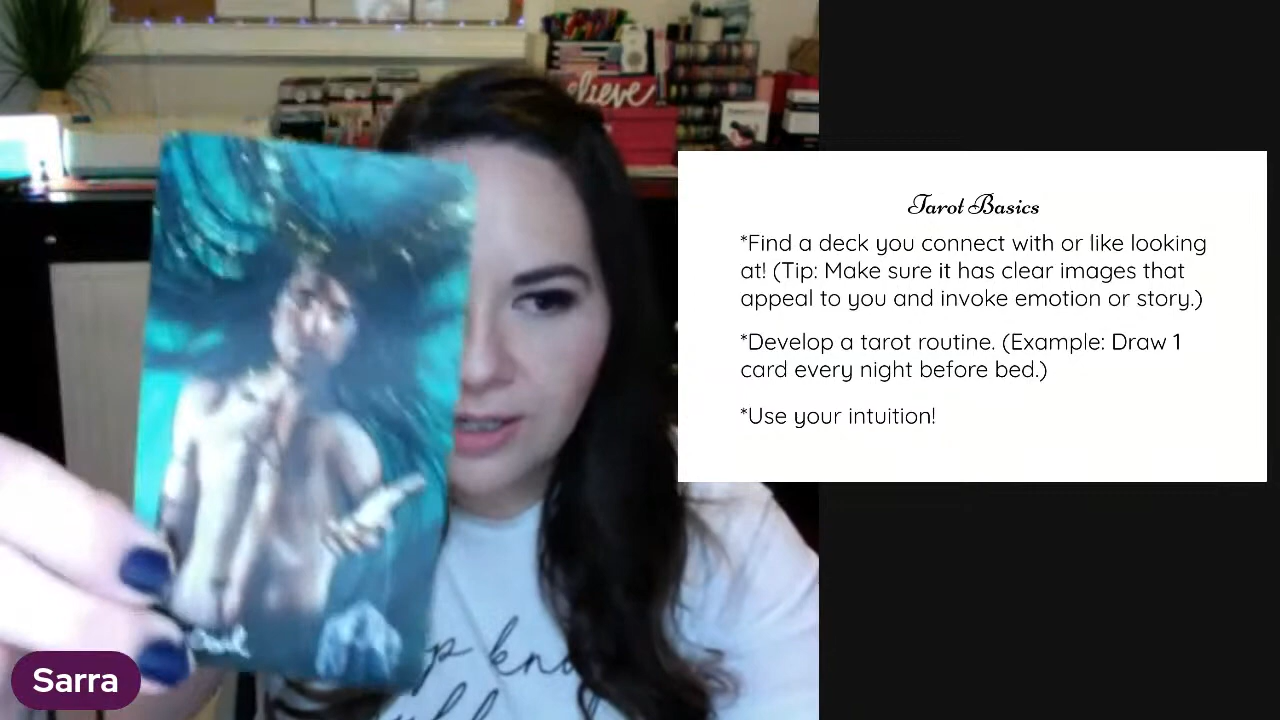 elieve
Tarot Basics
*Find a deck you connect with or like looking
at! (Tip: Make sure it has clear images that
appeal to you and invoke emotion or story.)
*Develop a tarot routine. (Example: Draw 1
card every night before bed.)
*Use your intuition!
Sarra